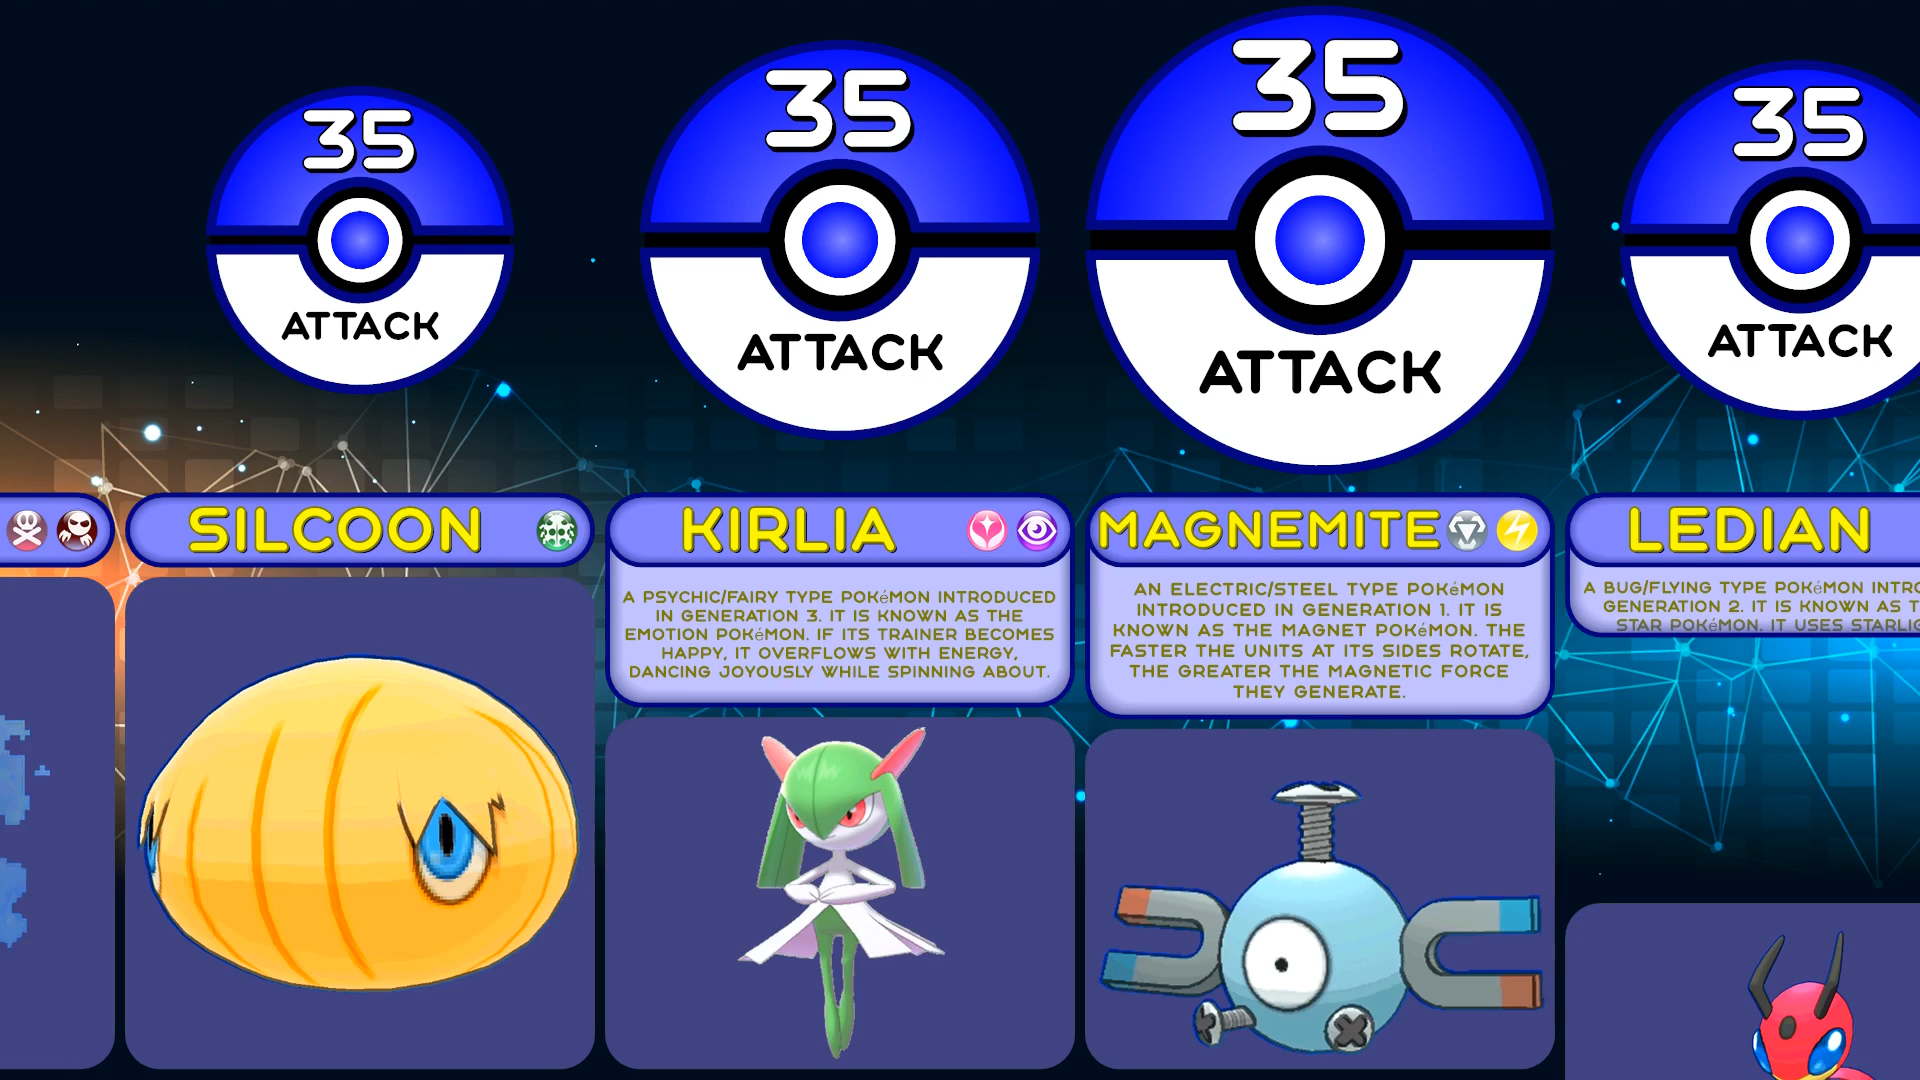 35
ATTACK
SILCOON
35
ATTACK
KIRLIA
A PSYCHIC/FAIRY TYPE POKéMON INTRODUCED
IN GENERATION 3. IT IS KNOWN AS THE
EMOTION POKéMON. IF ITS TRAINER BECOMES
HAPPY, IT OVERFLOWS WITH ENERGY,
DANCING JOYOUSLY WHILE SPINNING ABOUT.
35
ATTACK
MAGNEMITE
AN ELECTRIC/STEEL TYPE POKéMON
INTRODUCED IN GENERATION 1. IT IS
KNOWN AS THE MAGNET POKéMON. THE
FASTER THE UNITS AT ITS SIDES ROTATE,
THE GREATER THE MAGNETIC FORCE
THEY GENERATE.
35
ATTACK
LEDIAN
A BUG/FLYING TYPE POKéMON INTRO
GENERATION 2. IT IS KNOWN AS T
STAR POKéMON. IT USES STARLIG